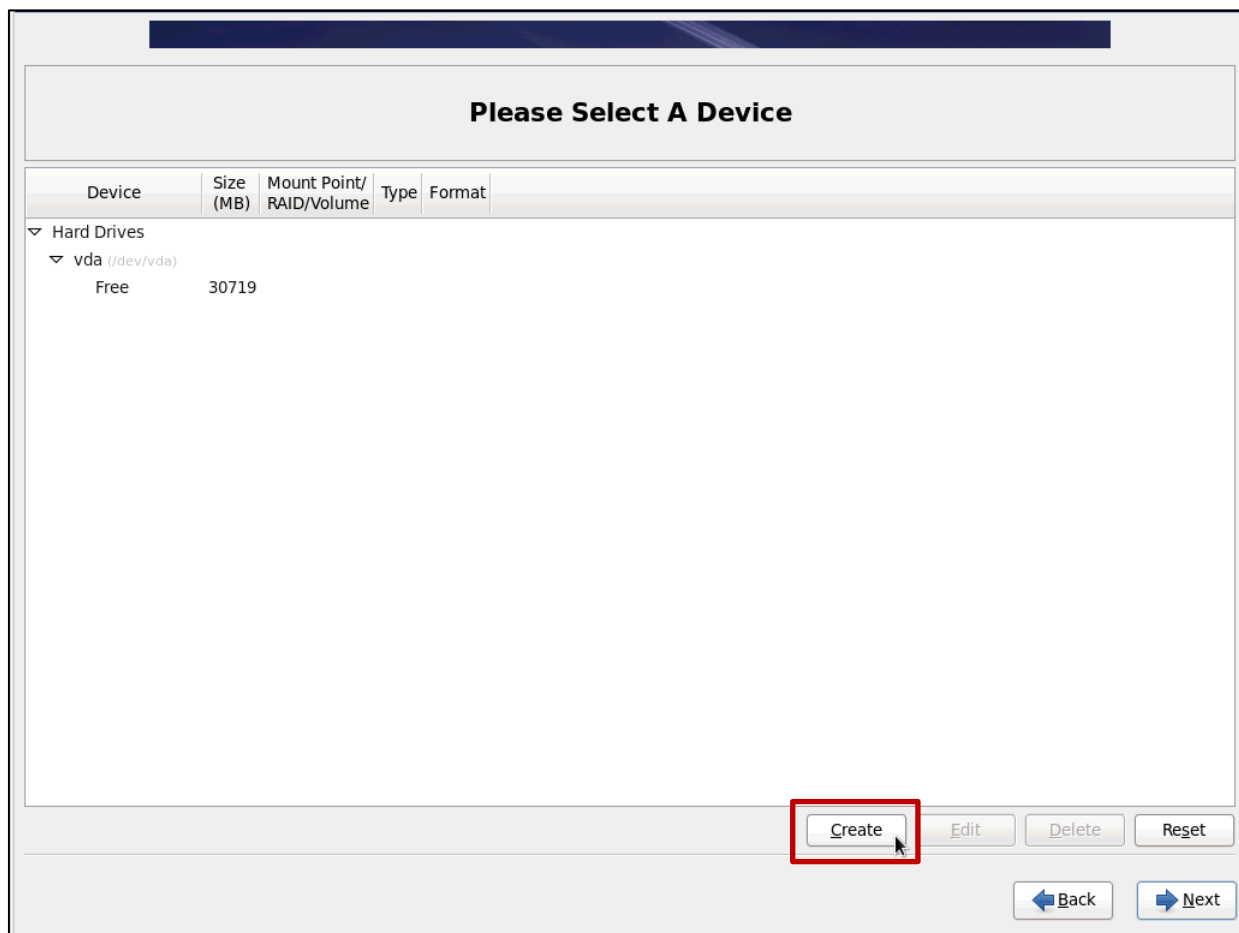 Please Select A Device
Device Size (MB) Mount Point/ RAID/Volume Type Format
Hard Drives
vda (/dev/vda)
Free 30719
Create Edit Delete Reset
Back Next